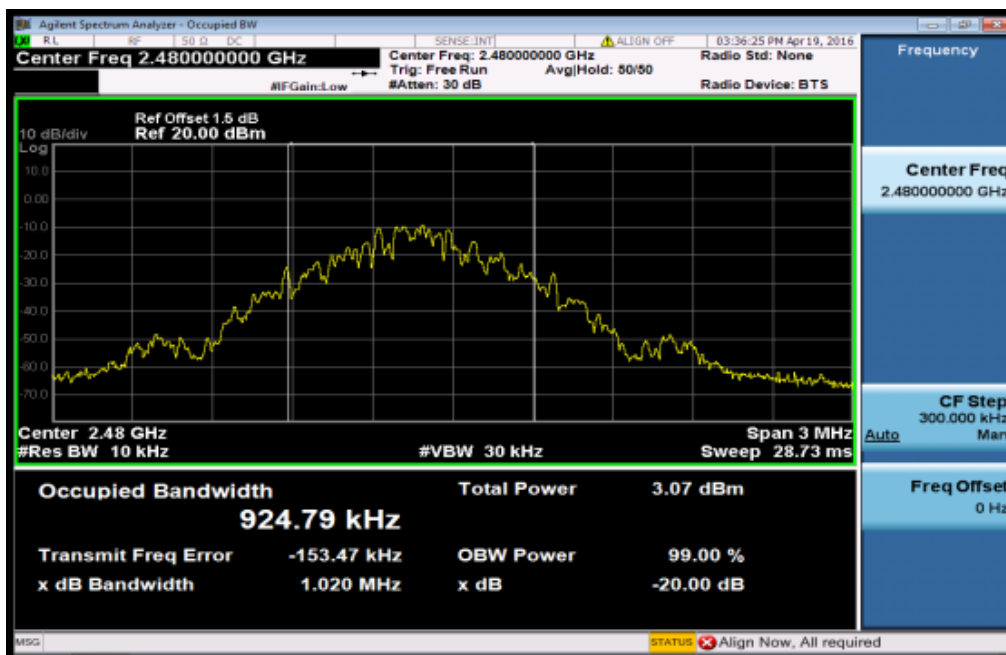 Agilent Spectrum Analyzer - Occupied BW
RL RF 50 Ω DC SENSE:INT ALIGN OFF 03:36:25 PM Apr 19, 2016
Center Freq 2.480000000 GHz
Center Freq: 2.480000000 GHz
Radio Std: None
Trig: Free Run Avg|Hold: 50/50
#IFGain:Low
#Atten: 30 dB
Radio Device: BTS
Ref Offset 1.5 dB
10 dB/div Ref 20.00 dBm
Log
10.0
0.00
-10.0
-20.0
-30.0
-40.0
-50.0
-60.0
-70.0
Center 2.48 GHz Span 3 MHz
#Res BW 10 kHz #VBW 30 kHz Sweep 28.73 ms
Occupied Bandwidth Total Power 3.07 dBm
924.79 kHz
Transmit Freq Error -153.47 kHz OBW Power 99.00 %
x dB Bandwidth 1.020 MHz x dB -20.00 dB
MSG STATUS Align Now, All required
Frequency
Center Freq
2.480000000 GHz
CF Step
300.000 kHz
Auto Man
Freq Offset
0 Hz